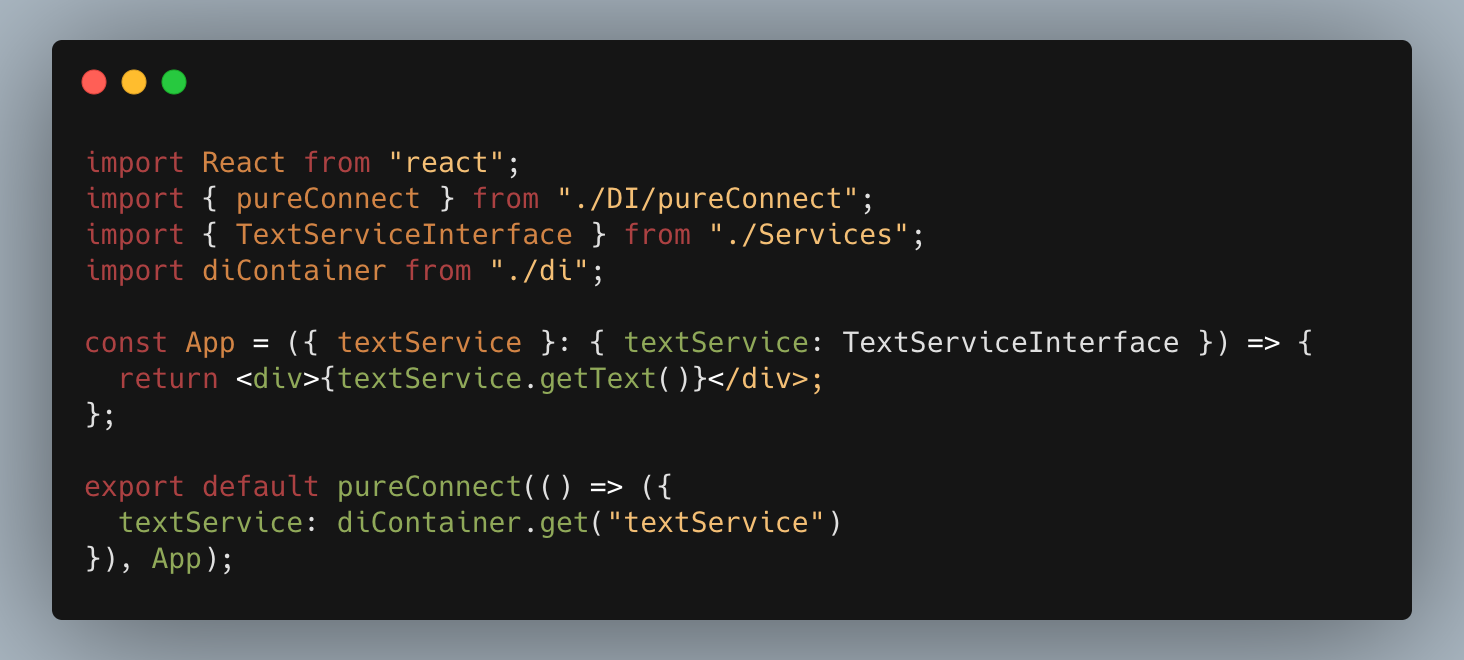 import React from "react";
import { pureConnect } from "./DI/pureConnect";
import { TextServiceInterface } from "./Services";
import diContainer from "./di";

const App = ({ textService }: { textService: TextServiceInterface }) => {
  return <div>{textService.getText()}</div>;
};

export default pureConnect(() => ({
  textService: diContainer.get("textService")
}), App);